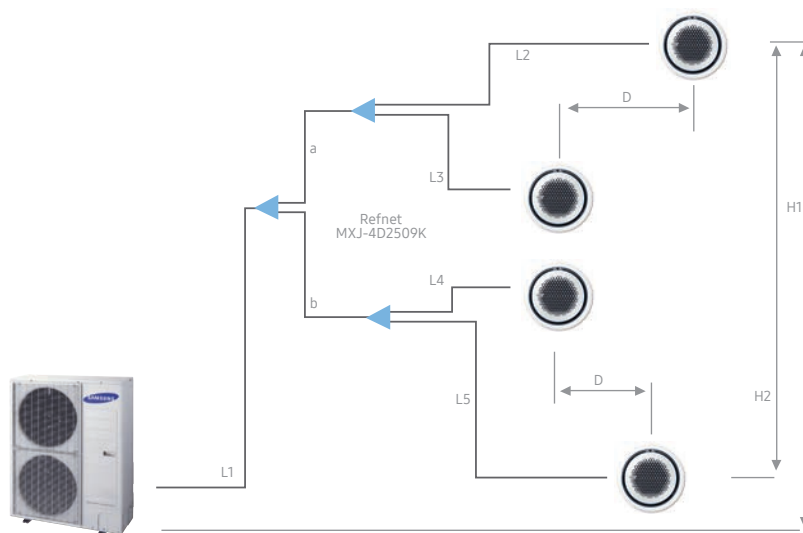 L2
D
a
L3
H1
Refnet
MXJ-4D2509K
L4
b
D
L5
H2
SAMSUNG
L1